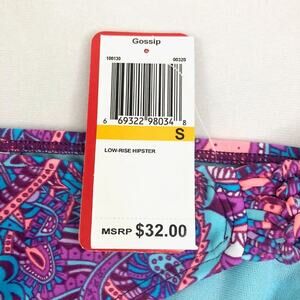 Gossip
100130 00320
6 69322 98034 8
S
LOW-RISE HIPSTER
MSRP $32.00